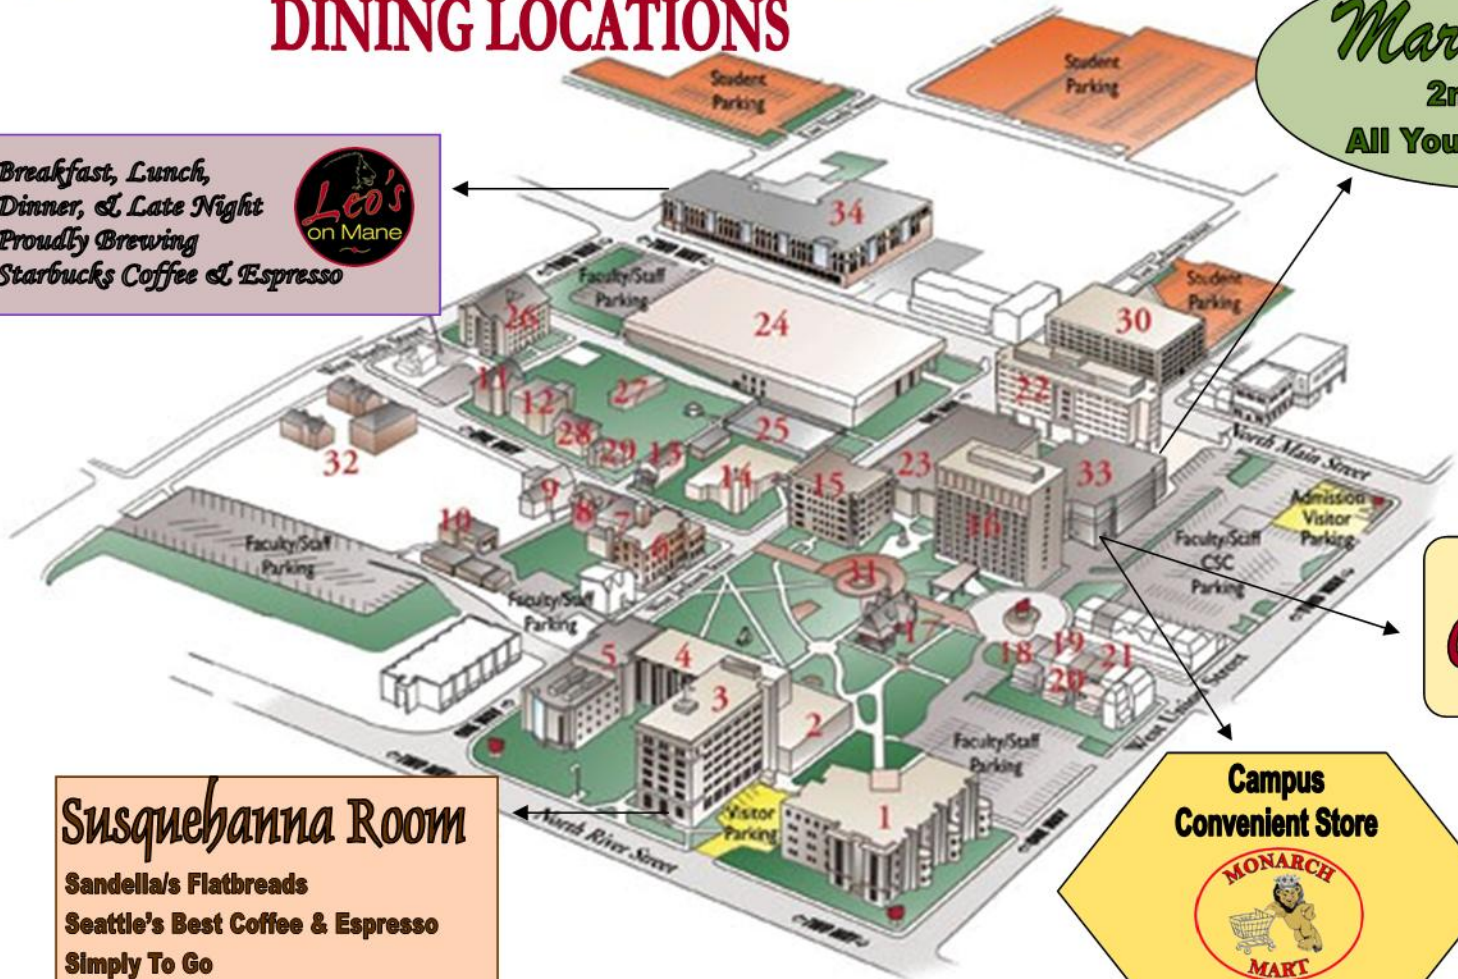 DINING LOCATIONS
Mar
2n
All You
Student
Parking
Student
Parking
Breakfast, Lunch,
Dinner, & Late Night
Proudly Brewing
Starbucks Coffee & Espresso
Leo's
on Mane
34
Faculty/Staff
Parking
Student
Parking
26
24
30
11
12
27
22
28
29
13
25
32
14
15
23
33
North Main Street
9
8
7
10
6
16
Admission
Visitor
Parking
Faculty/Staff
Parking
Faculty/Staff
CSC
Parking
31
Faculty/Staff
Parking
17
5
4
18
19
21
20
3
2
Faculty/Staff
Parking
Visitor
Parking
1
North River Street
Susquehanna Room
Sandella/s Flatbreads
Seattle's Best Coffee & Espresso
Simply To Go
Campus
Convenient Store
MONARCH
MART